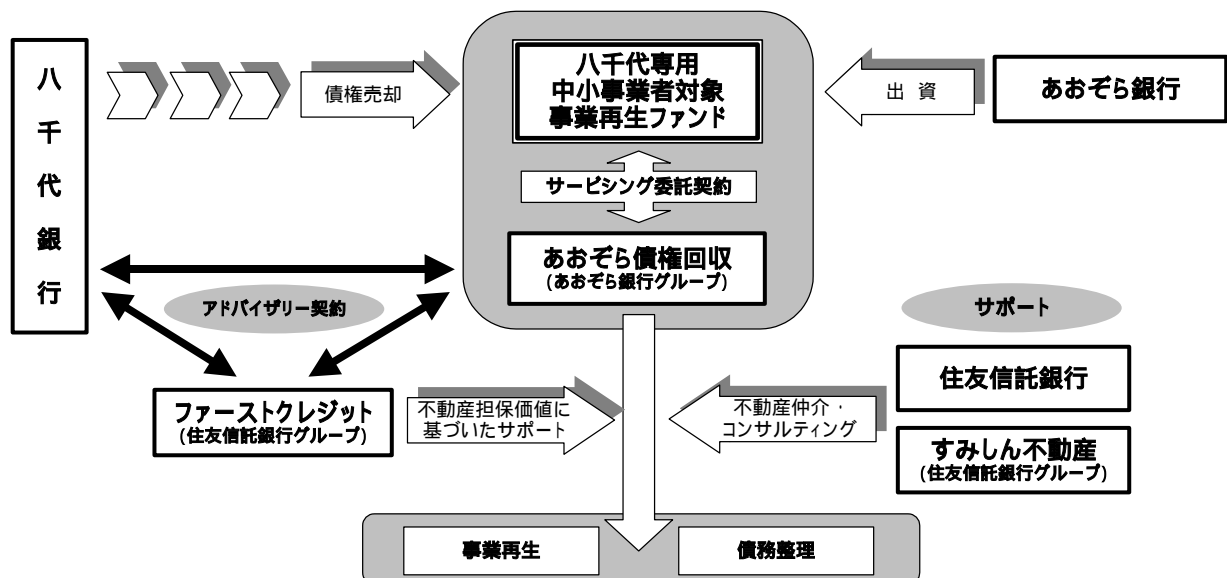 八千代銀行
債権売却
八千代専用
中小事業者対象
事業再生ファンド
出 資
あおぞら銀行
サービシング委託契約
あおぞら債権回収
(あおぞら銀行グループ)
アドバイザリー契約
サポート
ファーストクレジット
(住友信託銀行グループ)
不動産担保価値に
基づいたサポート
不動産仲介・
コンサルティング
住友信託銀行
すみしん不動産
(住友信託銀行グループ)
事業再生
債務整理